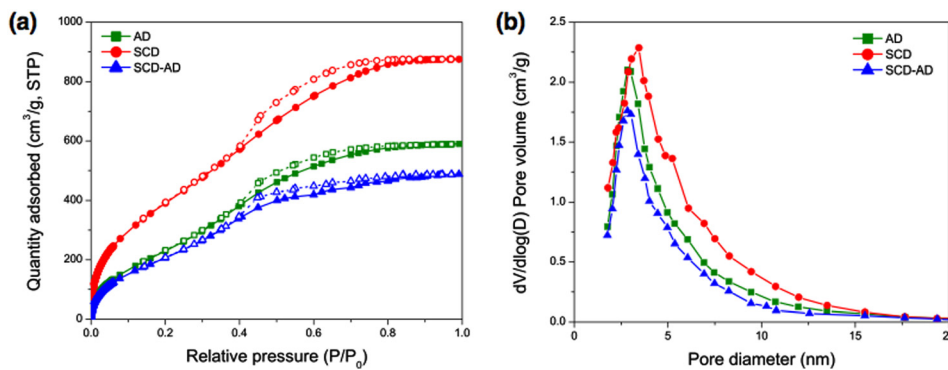 (a)
AD
SCD
SCD-AD
Quantity adsorbed (cm³/g, STP)
1000
800
600
400
200
0
0.0 0.2 0.4 0.6 0.8 1.0
Relative pressure (P/P₀)
(b)
AD
SCD
SCD-AD
dV/dlog(D) Pore volume (cm³/g)
2.5
2.0
1.5
1.0
0.5
0.0
0 5 10 15 20
Pore diameter (nm)